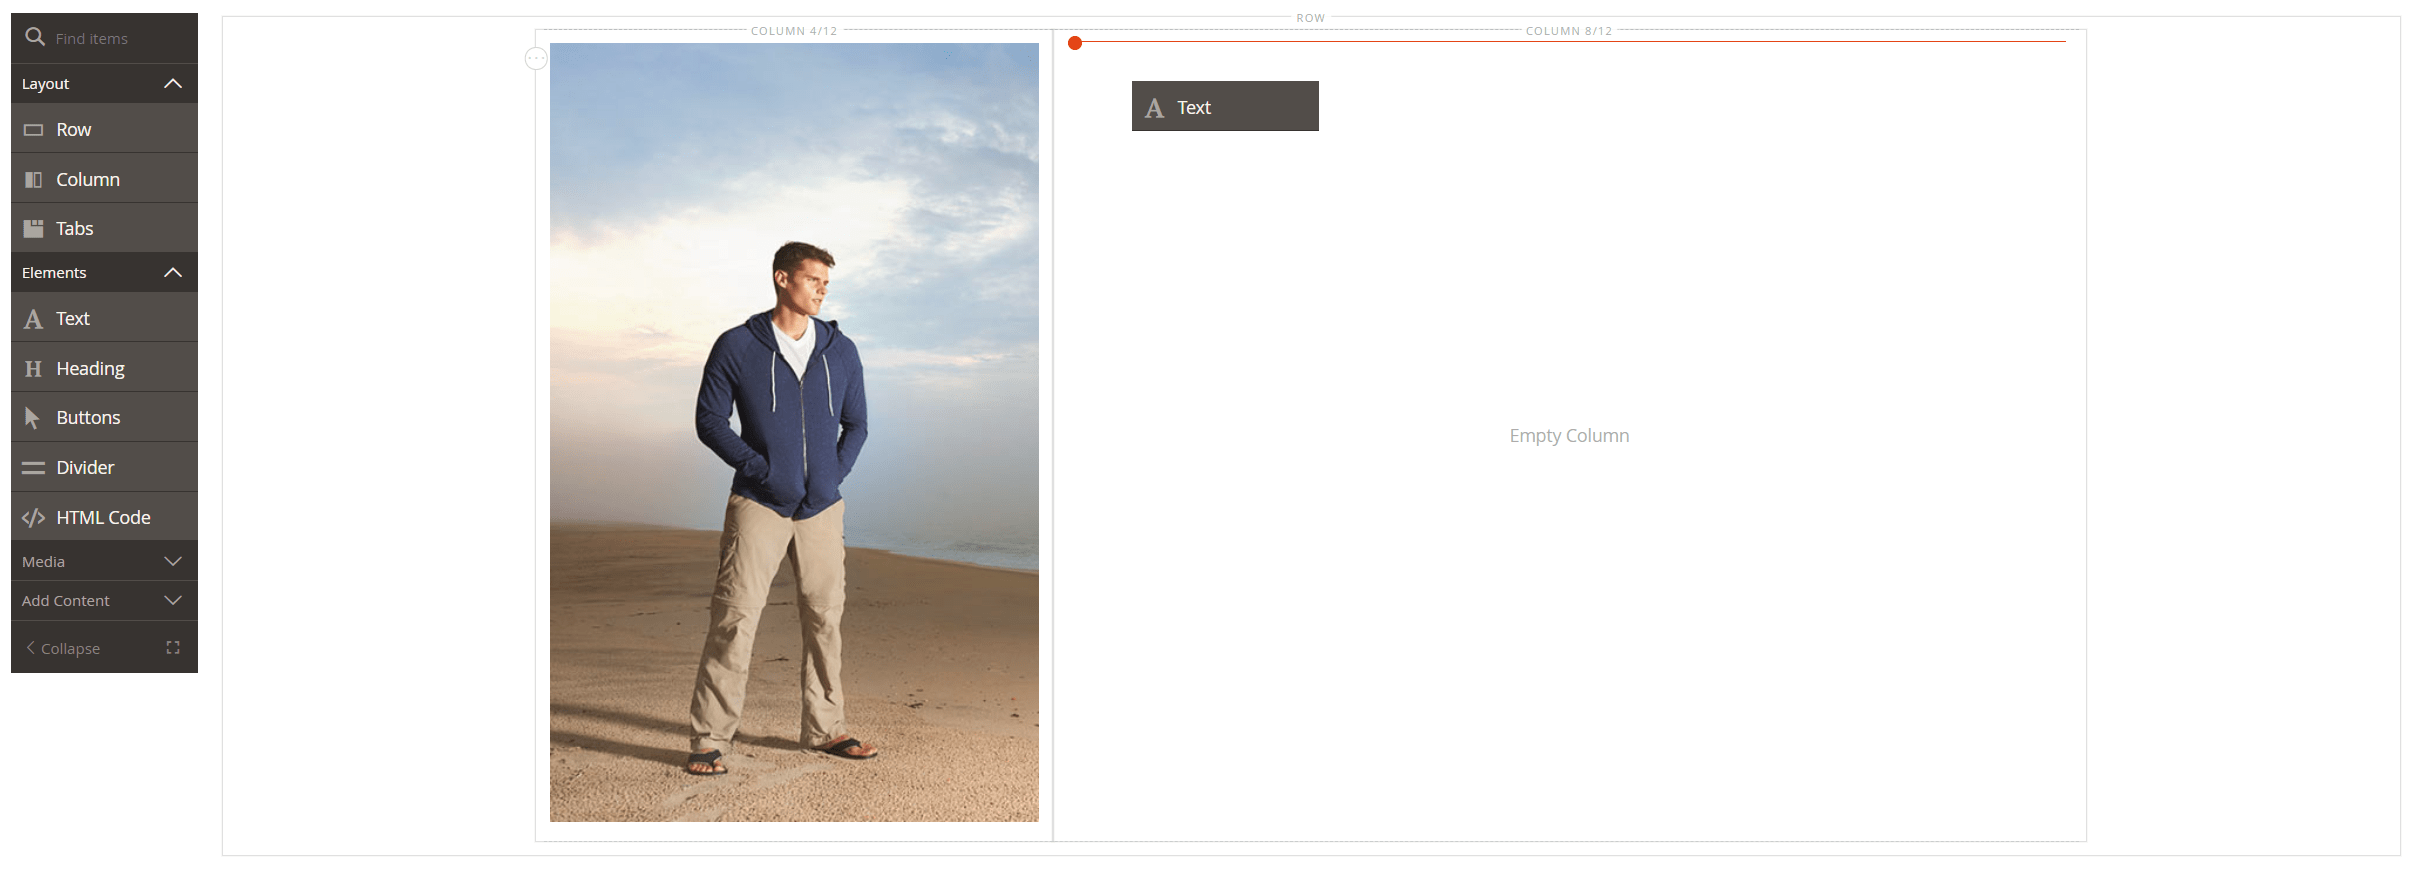 Find items
Layout
Row
Column
Tabs
Elements
Text
Heading
Buttons
Divider
HTML Code
Media
Add Content
Collapse
ROW
COLUMN 4/12
COLUMN 8/12
Text
Empty Column